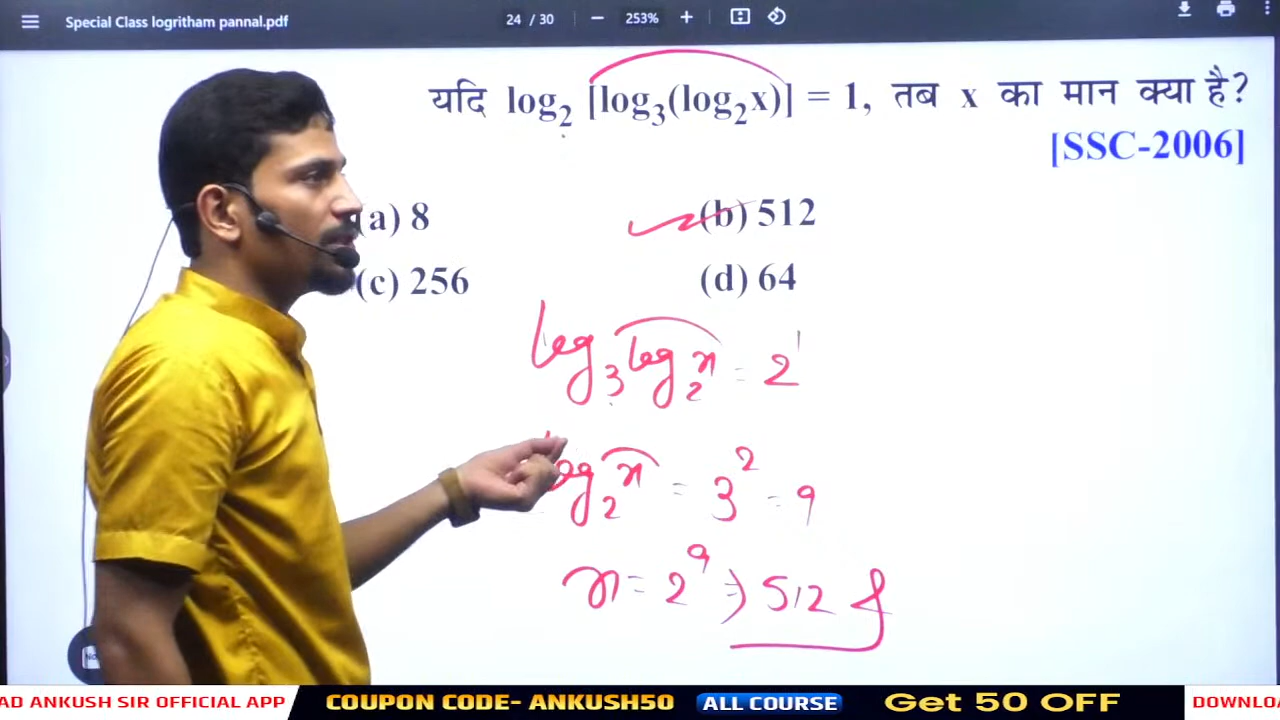 Special Class logritham pannal.pdf 24 / 30 253%
यदि log₂ [log₃(log₂x)] = 1, तब x का मान क्या है?
[SSC-2006]
(a) 8 (b) 512
(c) 256 (d) 64
log₃ log₂ x = 2¹
log₂ x = 3² = 9
x = 2⁹ ⇒ 512
AD ANKUSH SIR OFFICIAL APP COUPON CODE- ANKUSH50 ALL COURSE Get 50 OFF DOWNLO